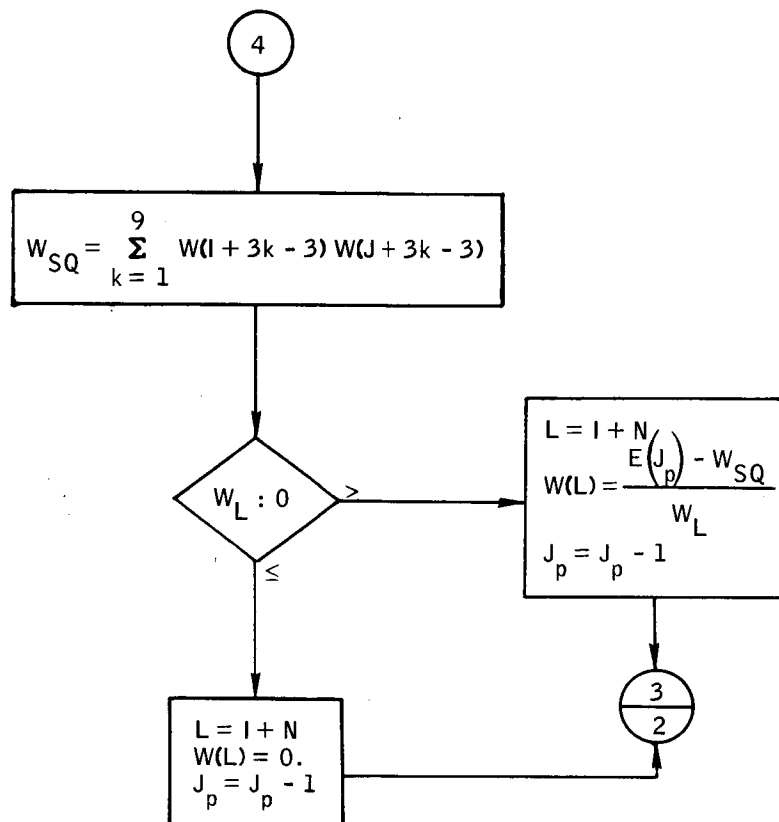 4
9
W_SQ = Σ W(I + 3k - 3) W(J + 3k - 3)
k = 1
W_L : 0
>
≤
L = I + N
W(L) = (E(J_p) - W_SQ) / W_L
J_p = J_p - 1
3
2
L = I + N
W(L) = 0.
J_p = J_p - 1